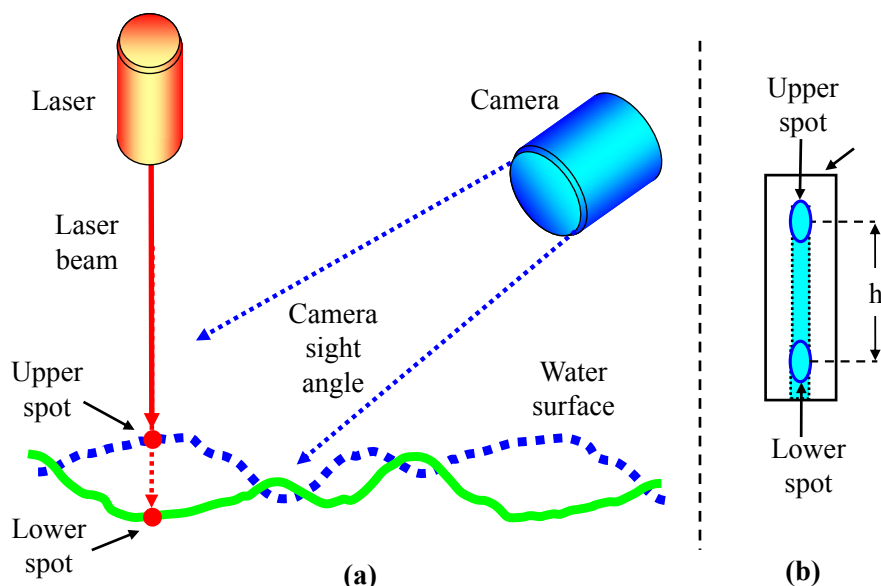 Laser
Camera
Laser
beam
Camera
sight
angle
Upper
spot
Water
surface
Lower
spot
(a)
Upper
spot
h
Lower
spot
(b)